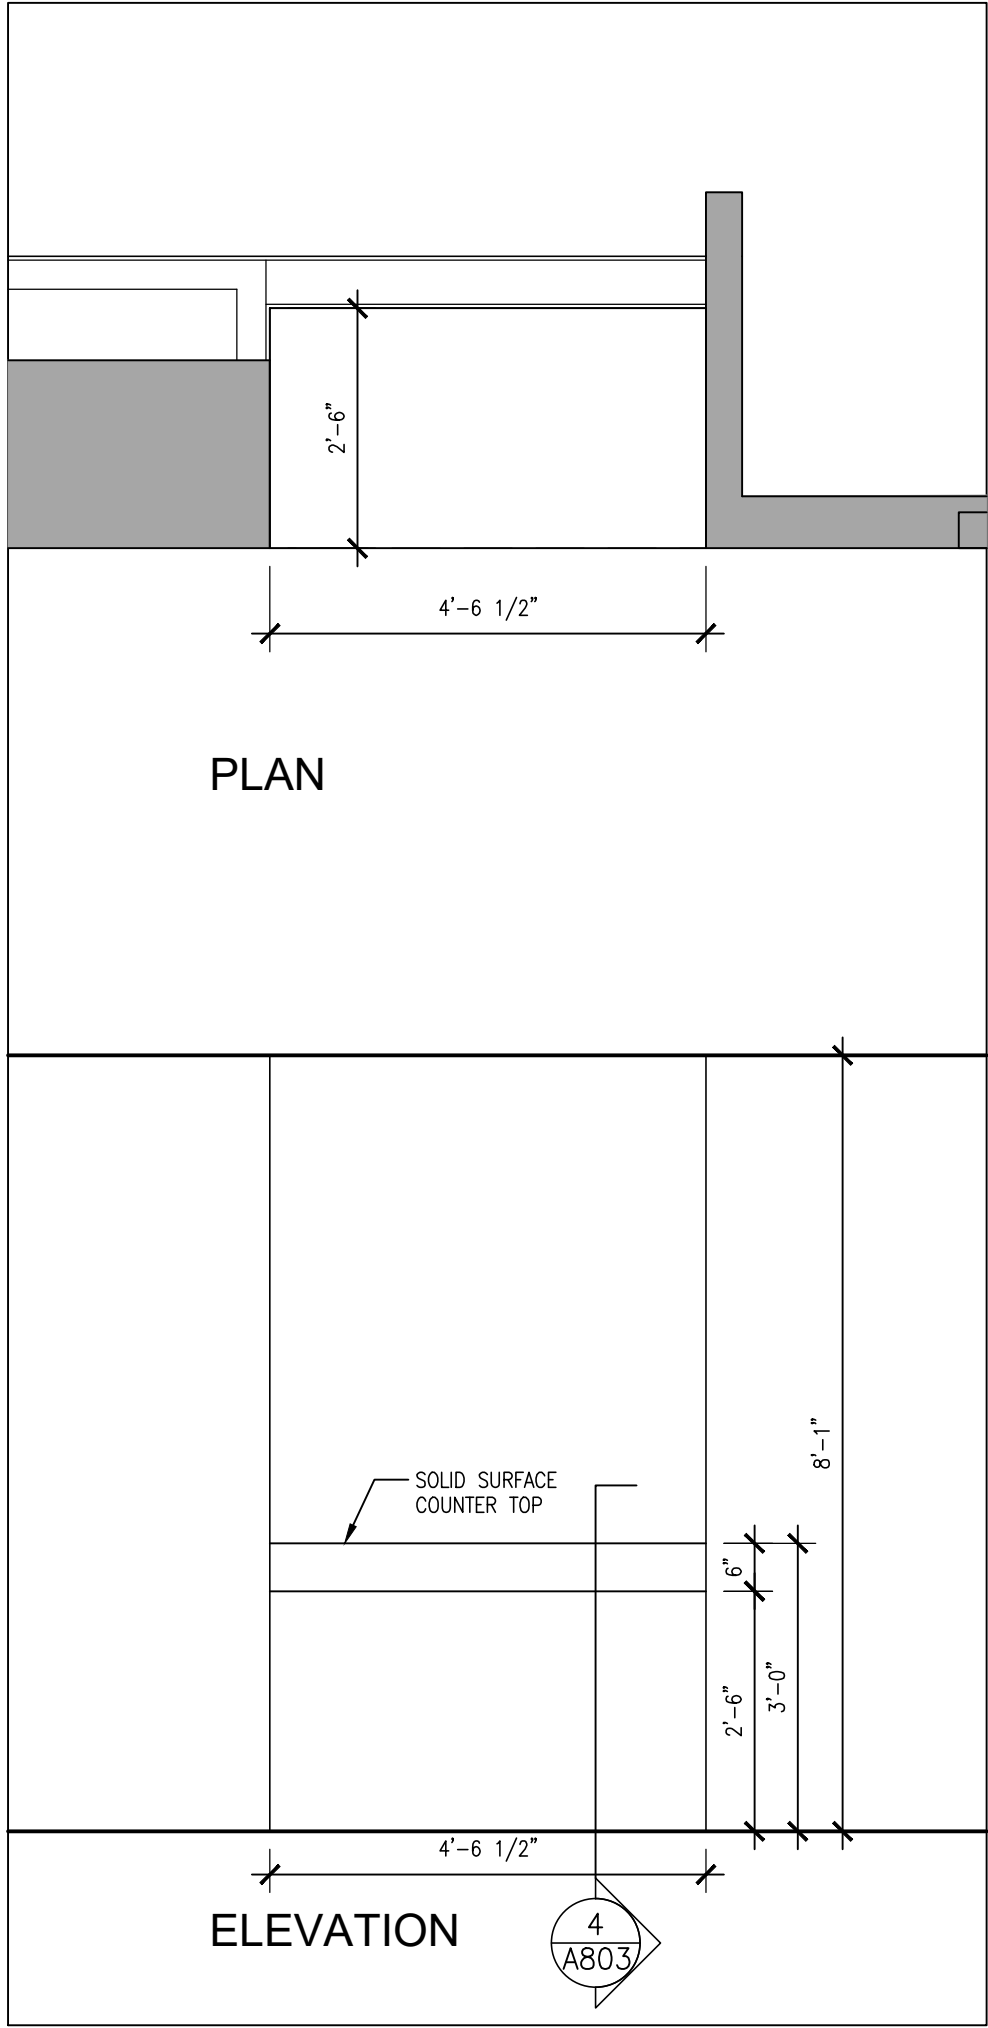 2'-6"
4'-6 1/2"
PLAN
8'-1"
SOLID SURFACE
COUNTER TOP
6"
2'-6"
3'-0"
4'-6 1/2"
ELEVATION
4
A803